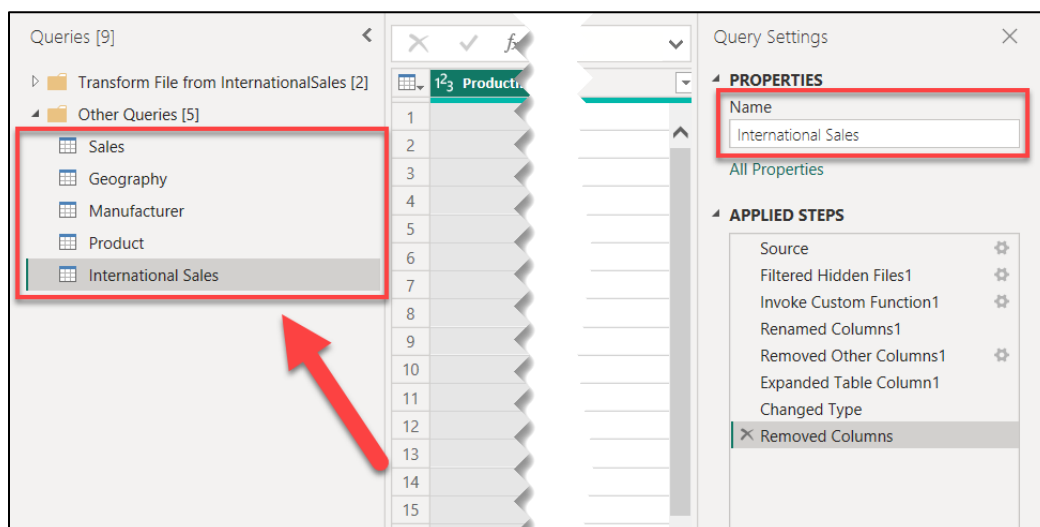 Queries [9]
Transform File from InternationalSales [2]
Other Queries [5]
Sales
Geography
Manufacturer
Product
International Sales
1²3
1
2
3
4
5
6
7
8
9
10
11
12
13
14
15
Query Settings
PROPERTIES
Name
International Sales
All Properties
APPLIED STEPS
Source
Filtered Hidden Files1
Invoke Custom Function1
Renamed Columns1
Removed Other Columns1
Expanded Table Column1
Changed Type
Removed Columns